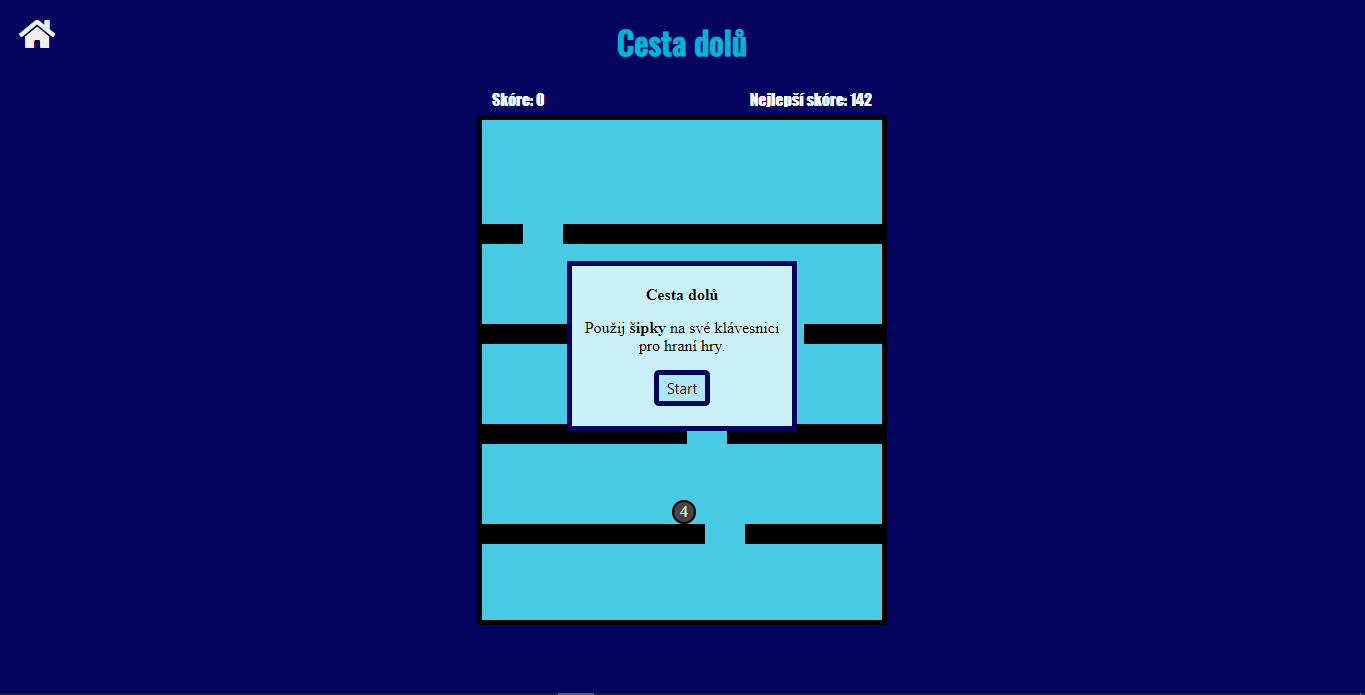 Cesta dolů
Skóre: 0
Nejlepší skóre: 142
Cesta dolů
Použij šipky na své klávesnici
pro hraní hry.
Start
4